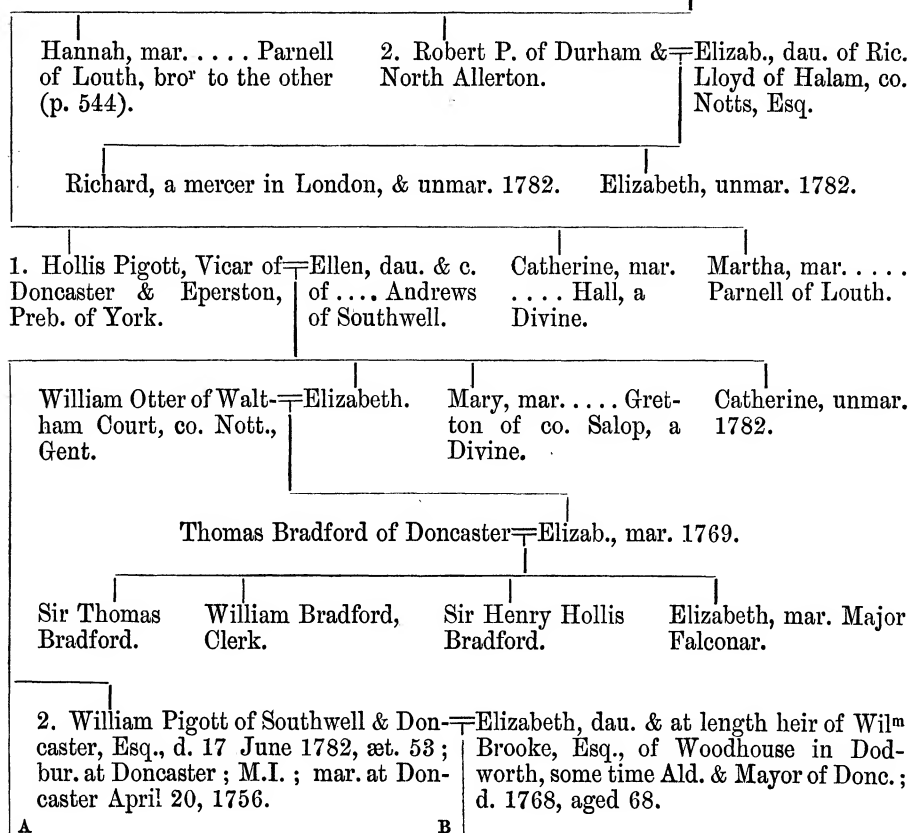 Hannah, mar. . . . . . Parnell
of Louth, broʳ to the other
(p. 544).
2. Robert P. of Durham &
North Allerton.
Elizab., dau. of Ric.
Lloyd of Halam, co.
Notts, Esq.
Richard, a mercer in London, & unmar. 1782.
Elizabeth, unmar. 1782.
1. Hollis Pigott, Vicar of
Doncaster & Eperston,
Preb. of York.
Ellen, dau. & c.
of . . . . Andrews
of Southwell.
Catherine, mar.
. . . . Hall, a
Divine.
Martha, mar. . . . .
Parnell of Louth.
William Otter of Walt-
ham Court, co. Nott.,
Gent.
Elizabeth.
Mary, mar. . . . . Gret-
ton of co. Salop, a
Divine.
Catherine, unmar.
1782.
Thomas Bradford of Doncaster
Elizab., mar. 1769.
Sir Thomas
Bradford.
William Bradford,
Clerk.
Sir Henry Hollis
Bradford.
Elizabeth, mar. Major
Falconar.
2. William Pigott of Southwell & Don-
caster, Esq., d. 17 June 1782, æt. 53 ;
bur. at Doncaster ; M.I. ; mar. at Don-
caster April 20, 1756.
Elizabeth, dau. & at length heir of Wilᵐ
Brooke, Esq., of Woodhouse in Dod-
worth, some time Ald. & Mayor of Donc. ;
d. 1768, aged 68.
A
B